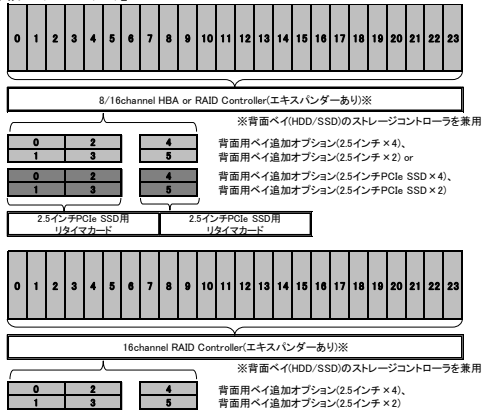 0 1 2 3 4 5 6 7 8 9 10 11 12 13 14 15 16 17 18 19 20 21 22 23
8/16channel HBA or RAID Controller(エキスパンダーあり)※
※背面ベイ(HDD/SSD)のストレージコントローラを兼用
0 2 4 背面用ベイ追加オプション(2.5インチ×4)、
1 3 5 背面用ベイ追加オプション(2.5インチ×2) or
0 2 4 背面用ベイ追加オプション(2.5インチPCIe SSD×4)、
1 3 5 背面用ベイ追加オプション(2.5インチPCIe SSD×2)
2.5インチPCIe SSD用 2.5インチPCIe SSD用
リタイマカード リタイマカード
0 1 2 3 4 5 6 7 8 9 10 11 12 13 14 15 16 17 18 19 20 21 22 23
16channel RAID Controller(エキスパンダーあり)※
※背面ベイ(HDD/SSD)のストレージコントローラを兼用
0 2 4 背面用ベイ追加オプション(2.5インチ×4)、
1 3 5 背面用ベイ追加オプション(2.5インチ×2)